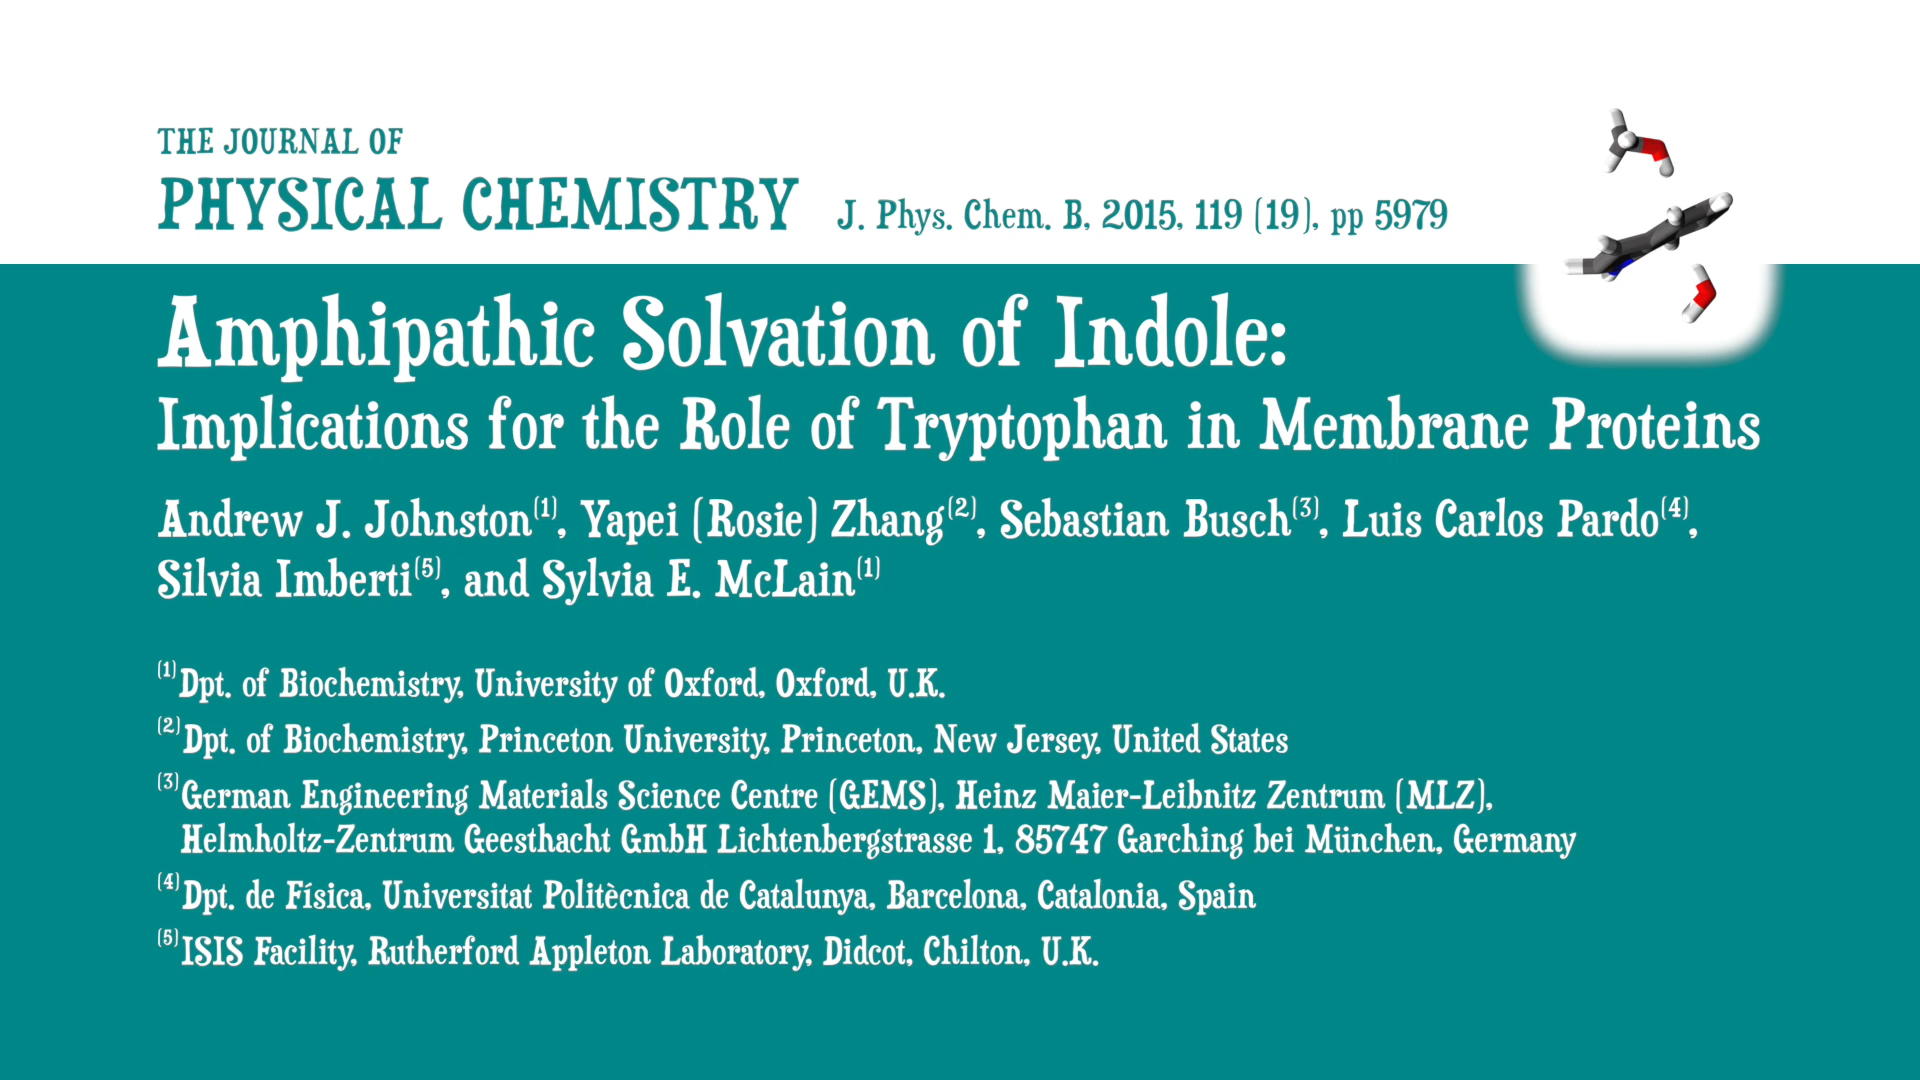 THE JOURNAL OF
PHYSICAL CHEMISTRY J. Phys. Chem. B, 2015, 119 (19), pp 5979
Amphipathic Solvation of Indole:
Implications for the Role of Tryptophan in Membrane Proteins
Andrew J. Johnston(1), Yapei (Rosie) Zhang(2), Sebastian Busch(3), Luis Carlos Pardo(4),
Silvia Imberti(5), and Sylvia E. McLain(1)
(1)Dpt. of Biochemistry, University of Oxford, Oxford, U.K.
(2)Dpt. of Biochemistry, Princeton University, Princeton, New Jersey, United States
(3)German Engineering Materials Science Centre (GEMS), Heinz Maier-Leibnitz Zentrum (MLZ),
Helmholtz-Zentrum Geesthacht GmbH Lichtenbergstrasse 1, 85747 Garching bei München, Germany
(4)Dpt. de Física, Universitat Politècnica de Catalunya, Barcelona, Catalonia, Spain
(5)ISIS Facility, Rutherford Appleton Laboratory, Didcot, Chilton, U.K.